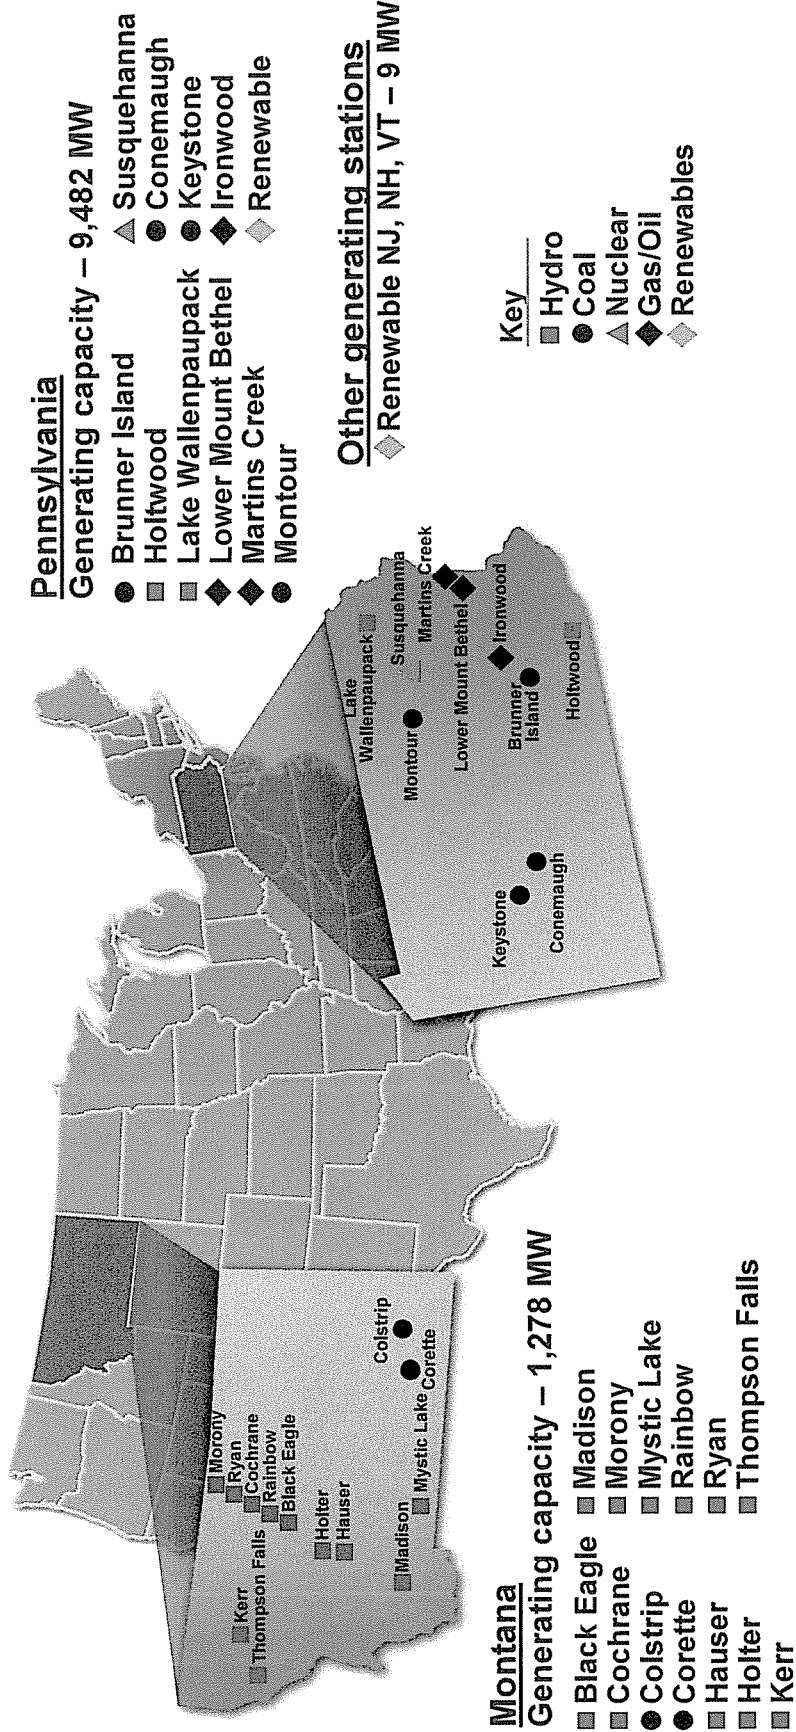 Pennsylvania
Generating capacity – 9,482 MW
Brunner Island
Holtwood
Lake Wallenpaupack
Lower Mount Bethel
Martins Creek
Montour
Susquehanna
Conemaugh
Keystone
Ironwood
Renewable
Other generating stations
Renewable NJ, NH, VT – 9 MW
Key
Hydro
Coal
Nuclear
Gas/Oil
Renewables
Lake
Wallenpaupack
Susquehanna
Martins Creek
Montour
Lower Mount Bethel
Ironwood
Brunner
Island
Holtwood
Keystone
Conemaugh
Morony
Ryan
Cochrane
Rainbow
Black Eagle
Kerr
Thompson Falls
Holter
Hauser
Madison
Mystic Lake
Colstrip
Corette
Montana
Generating capacity – 1,278 MW
Black Eagle
Cochrane
Colstrip
Corette
Hauser
Holter
Kerr
Madison
Morony
Mystic Lake
Rainbow
Ryan
Thompson Falls